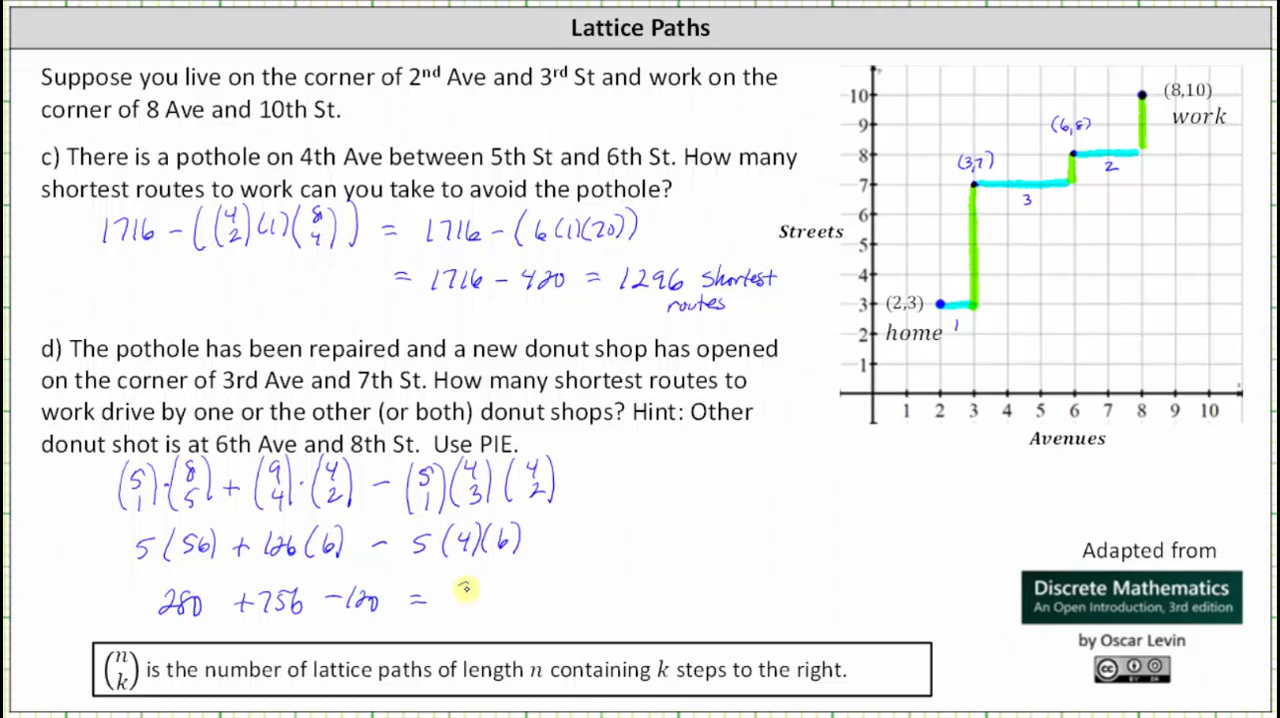 Lattice Paths
Suppose you live on the corner of 2nd Ave and 3rd St and work on the
corner of 8 Ave and 10th St.
c) There is a pothole on 4th Ave between 5th St and 6th St. How many
shortest routes to work can you take to avoid the pothole?
1716 - ((4 2)(1)(8 4)) = 1716 - (6(1)(20))
= 1716 - 420 = 1296 shortest
routes
d) The pothole has been repaired and a new donut shop has opened
on the corner of 3rd Ave and 7th St. How many shortest routes to
work drive by one or the other (or both) donut shops? Hint: Other
donut shot is at 6th Ave and 8th St. Use PIE.
(5 1)·(8 5) + (9 4)·(4 2) - (5 1)(4 3)(4 2)
5(56) + 126(6) - 5(4)(6)
280 + 756 - 120 =
(n k) is the number of lattice paths of length n containing k steps to the right.
10
9
8
7
6
5
4
3
2
1
1 2 3 4 5 6 7 8 9 10
Streets
Avenues
(8,10)
work
(6,8)
2
(3,7)
3
(2,3)
home
1
Adapted from
Discrete Mathematics
An Open Introduction, 3rd edition
by Oscar Levin